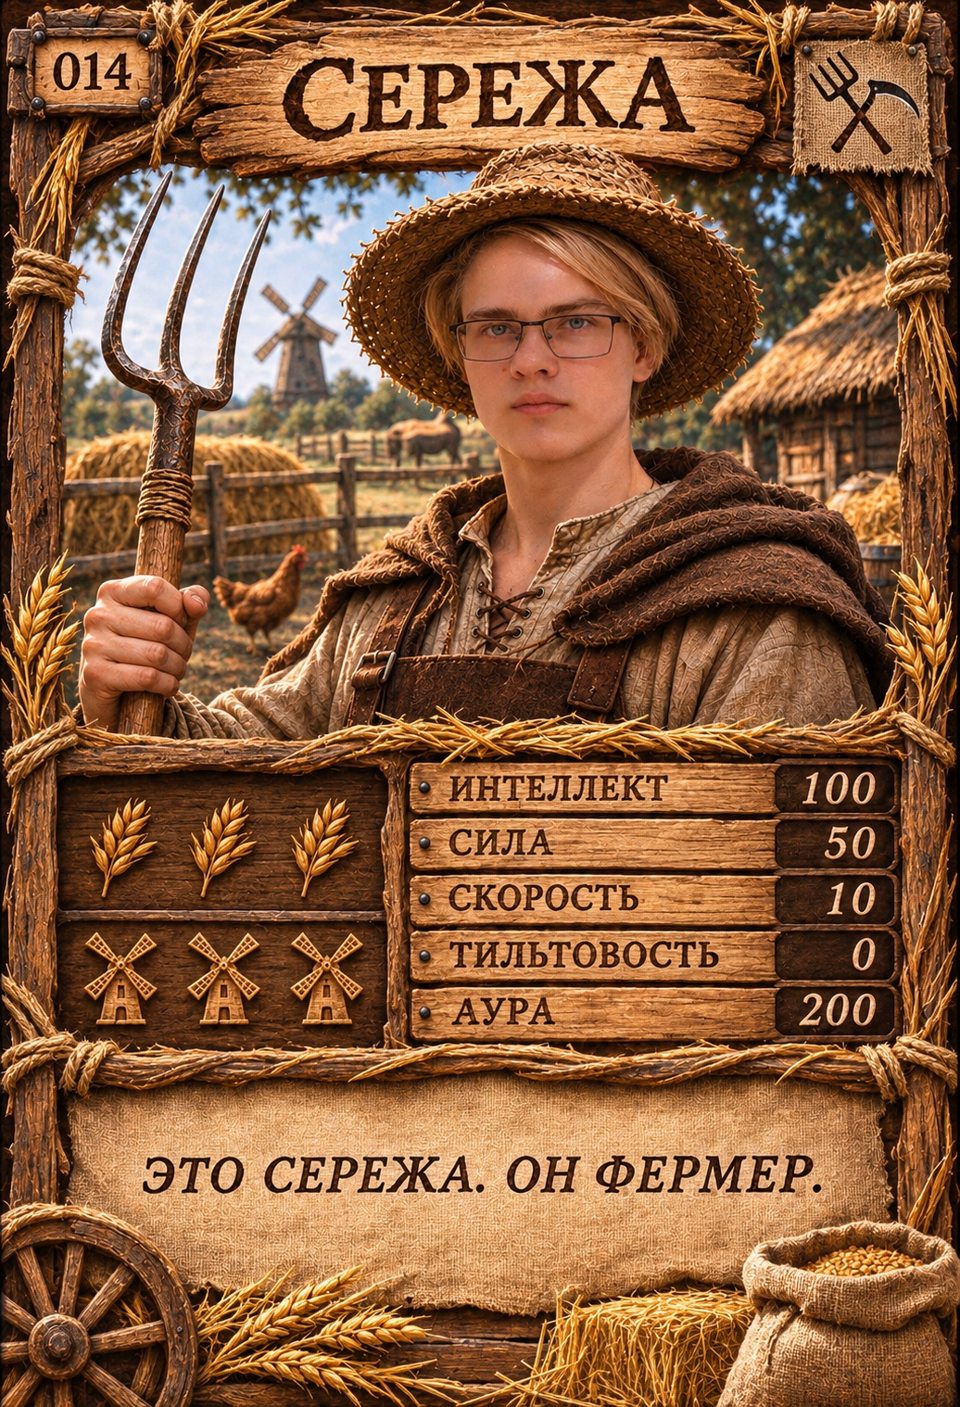 014
СЕРЕЖА
ИНТЕЛЛЕКТ 100
СИЛА 50
СКОРОСТЬ 10
ТИЛЬТОВОСТЬ 0
АУРА 200
ЭТО СЕРЕЖА. ОН ФЕРМЕР.